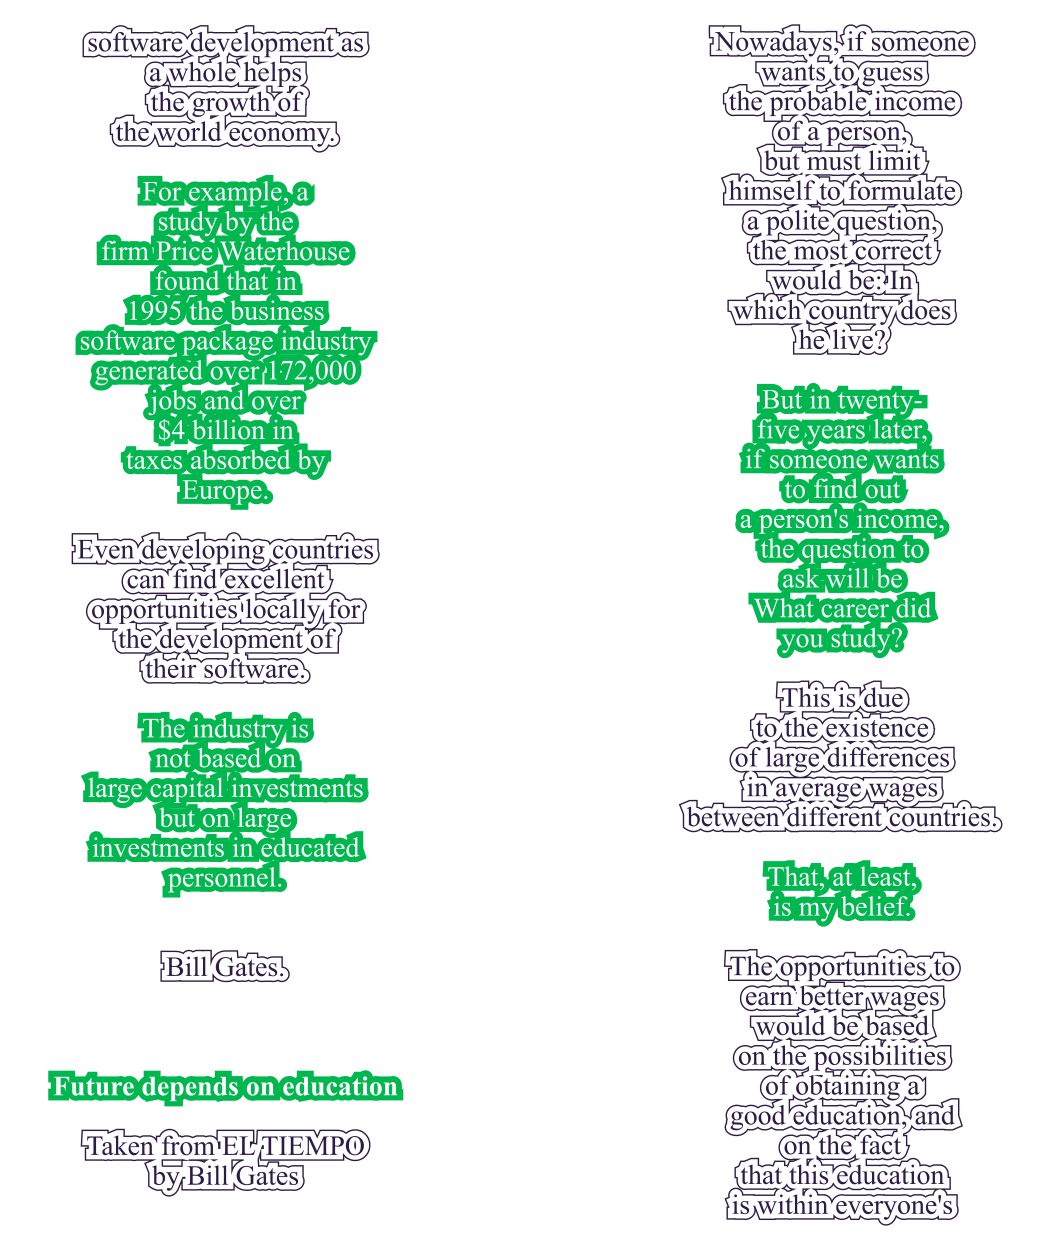 software development as
a whole helps
the growth of
the world economy.
For example, a
study by the
firm Price Waterhouse
found that in
1995 the business
software package industry
generated over 172,000
jobs and over
$4 billion in
taxes absorbed by
Europe.
Even developing countries
can find excellent
opportunities locally for
the development of
their software.
The industry is
not based on
large capital investments
but on large
investments in educated
personnel.
Bill Gates.
Future depends on education
Taken from EL TIEMPO
by Bill Gates
Nowadays, if someone
wants to guess
the probable income
of a person,
but must limit
himself to formulate
a polite question,
the most correct
would be: In
which country does
he live?
But in twenty-
five years later,
if someone wants
to find out
a person's income,
the question to
ask will be
What career did
you study?
This is due
to the existence
of large differences
in average wages
between different countries.
That, at least,
is my belief.
The opportunities to
earn better wages
would be based
on the possibilities
of obtaining a
good education, and
on the fact
that this education
is within everyone's